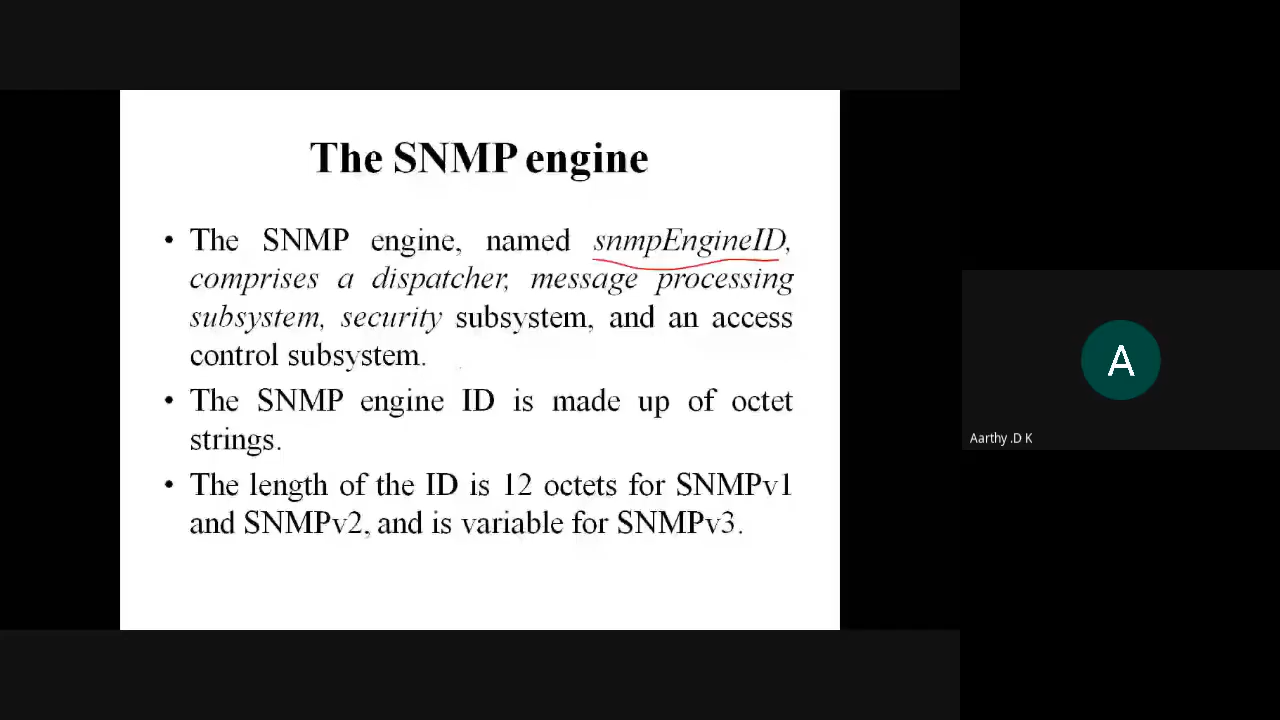 The SNMP engine
• The SNMP engine, named snmpEngineID,
comprises a dispatcher, message processing
subsystem, security subsystem, and an access
control subsystem.
• The SNMP engine ID is made up of octet
strings.
• The length of the ID is 12 octets for SNMPv1
and SNMPv2, and is variable for SNMPv3.
A
Aarthy .D K